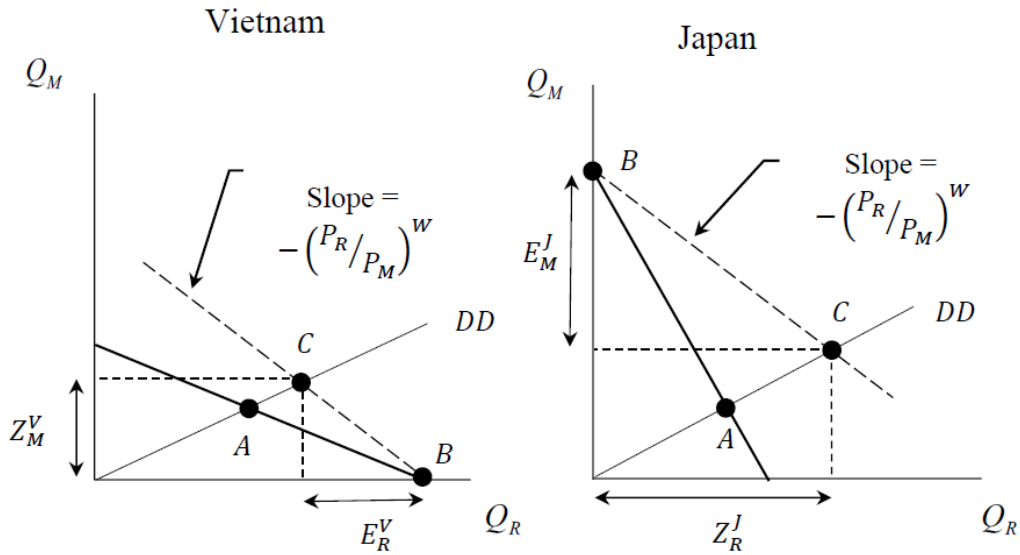 Vietnam
Q_M
Slope =
−(P_R/P_M)^W
DD
C
A
B
Z_M^V
E_R^V
Q_R
Japan
Q_M
B
Slope =
−(P_R/P_M)^W
E_M^J
C
DD
A
Z_R^J
Q_R